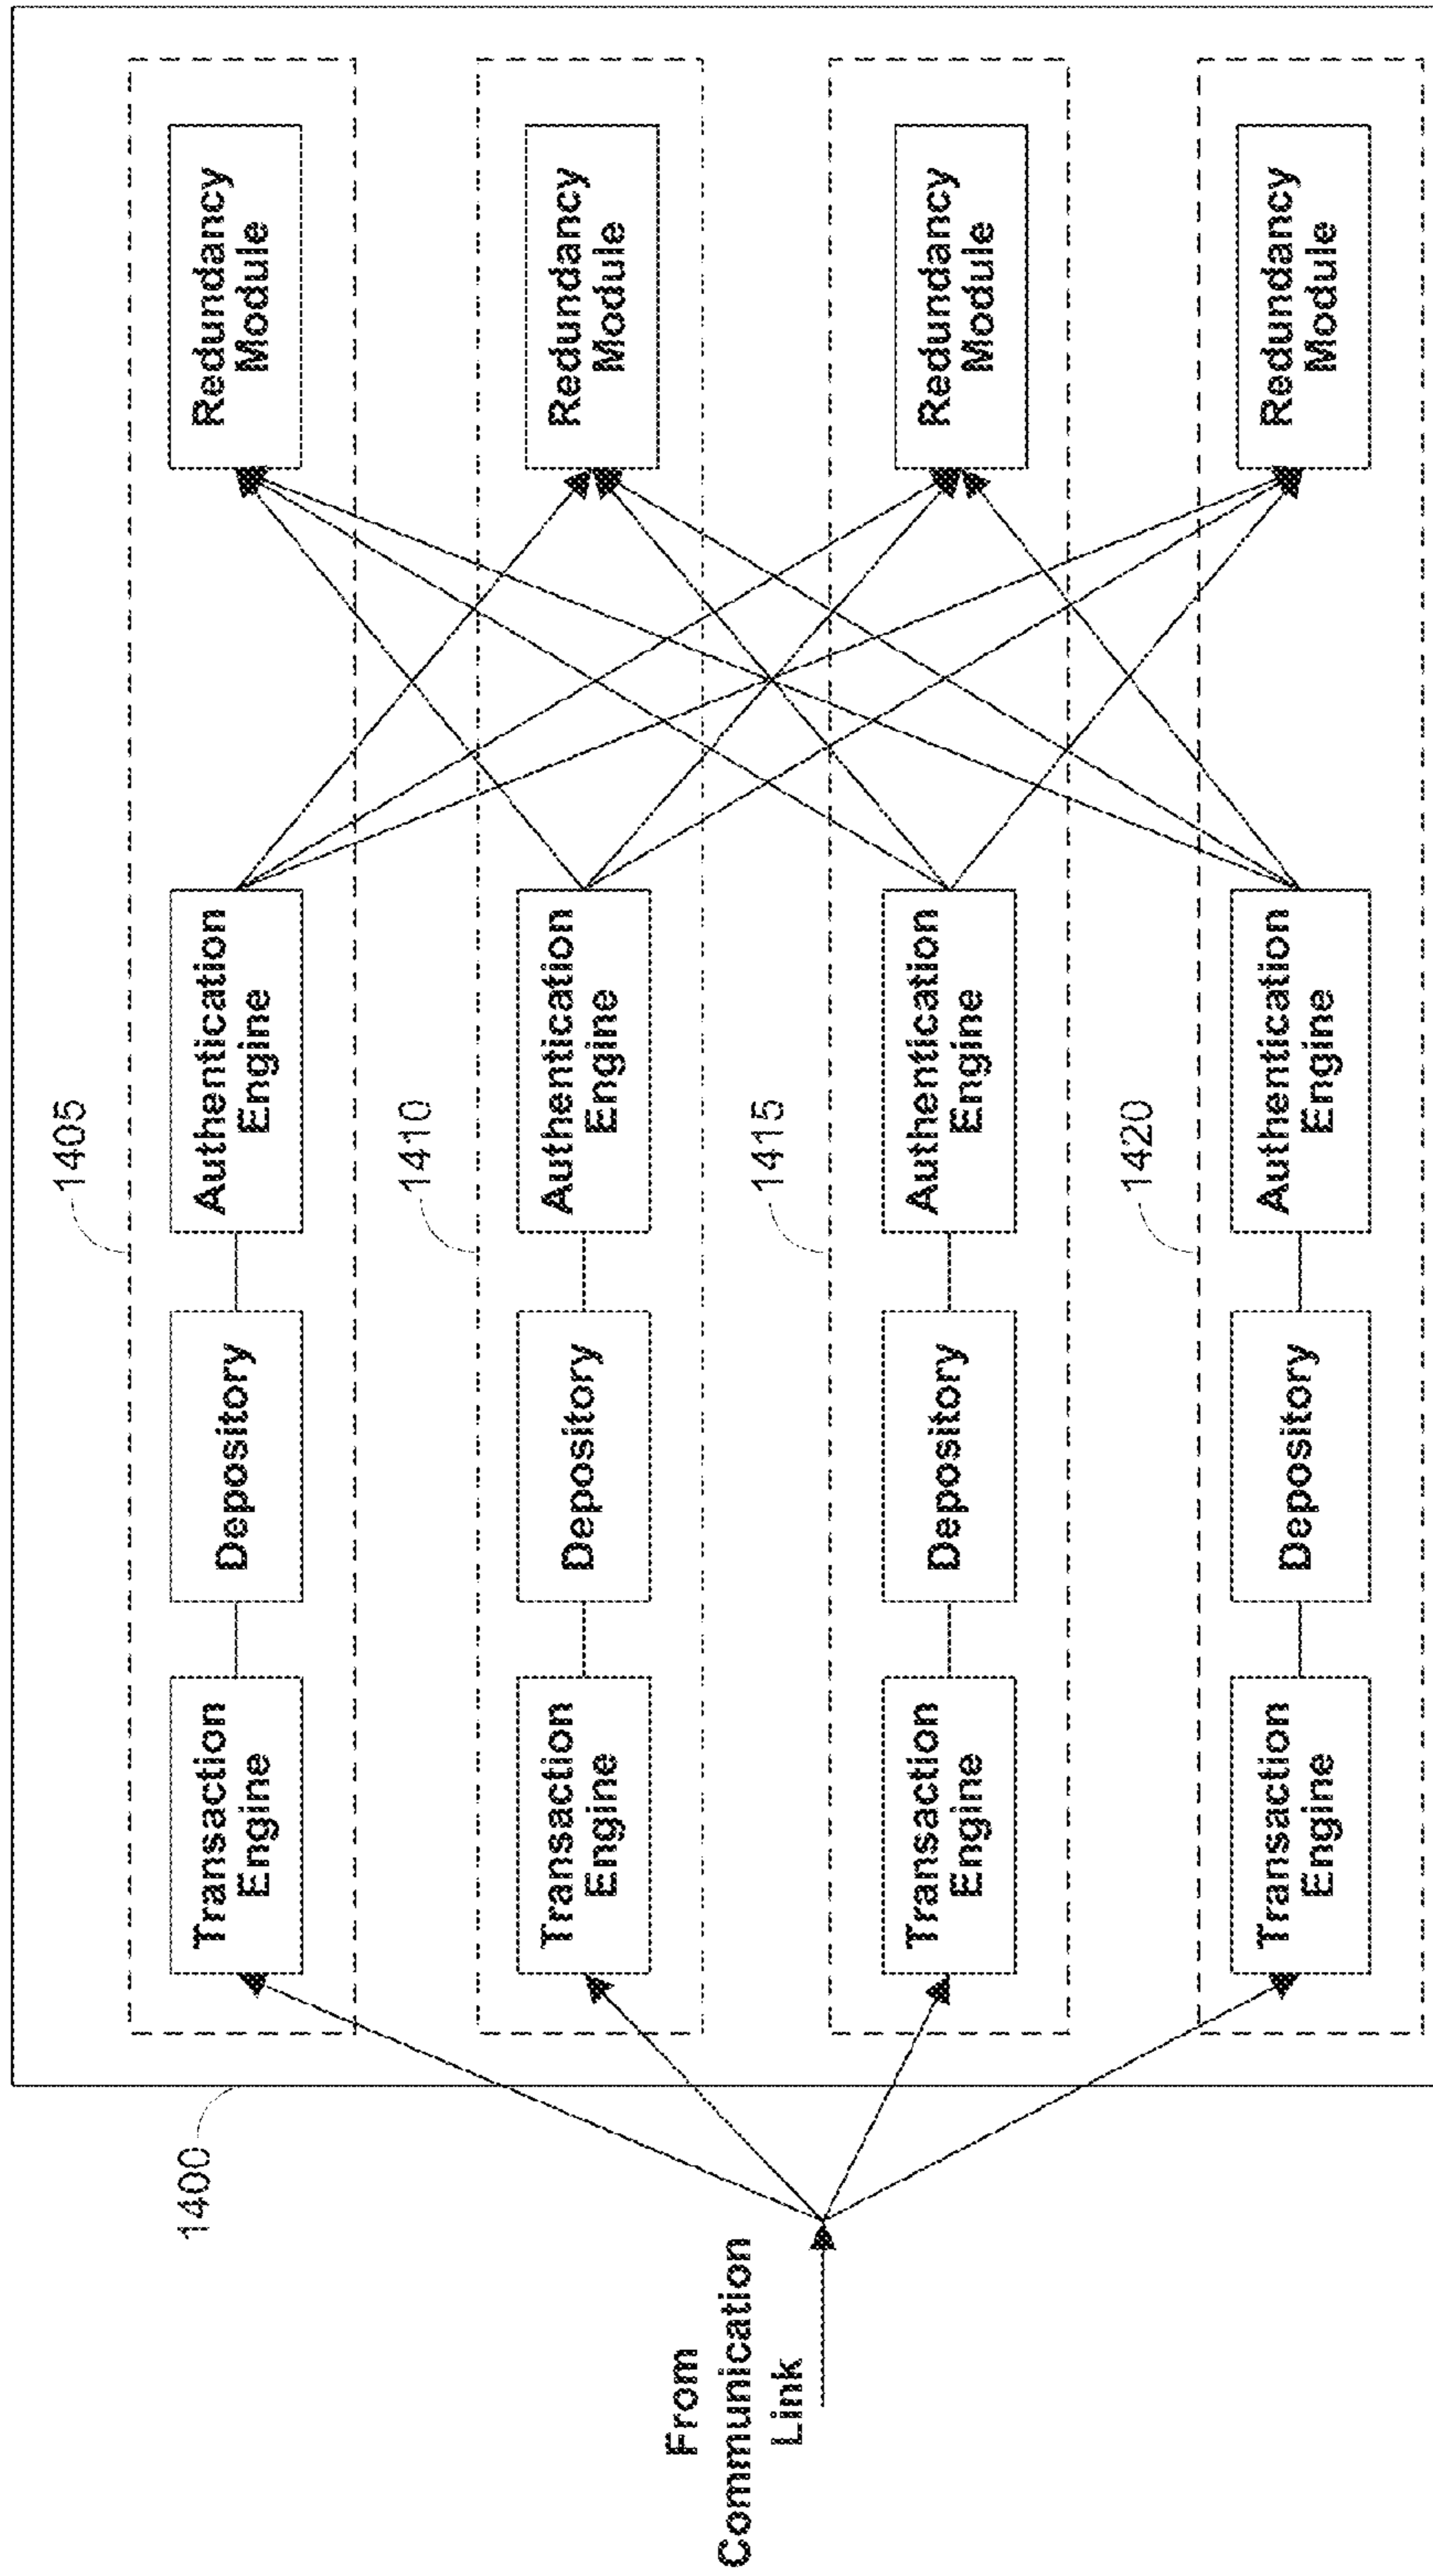 1400
From
Communication
Link
1405
Transaction
Engine
Depository
Authentication
Engine
Redundancy
Module
1410
Transaction
Engine
Depository
Authentication
Engine
Redundancy
Module
1415
Transaction
Engine
Depository
Authentication
Engine
Redundancy
Module
1420
Transaction
Engine
Depository
Authentication
Engine
Redundancy
Module